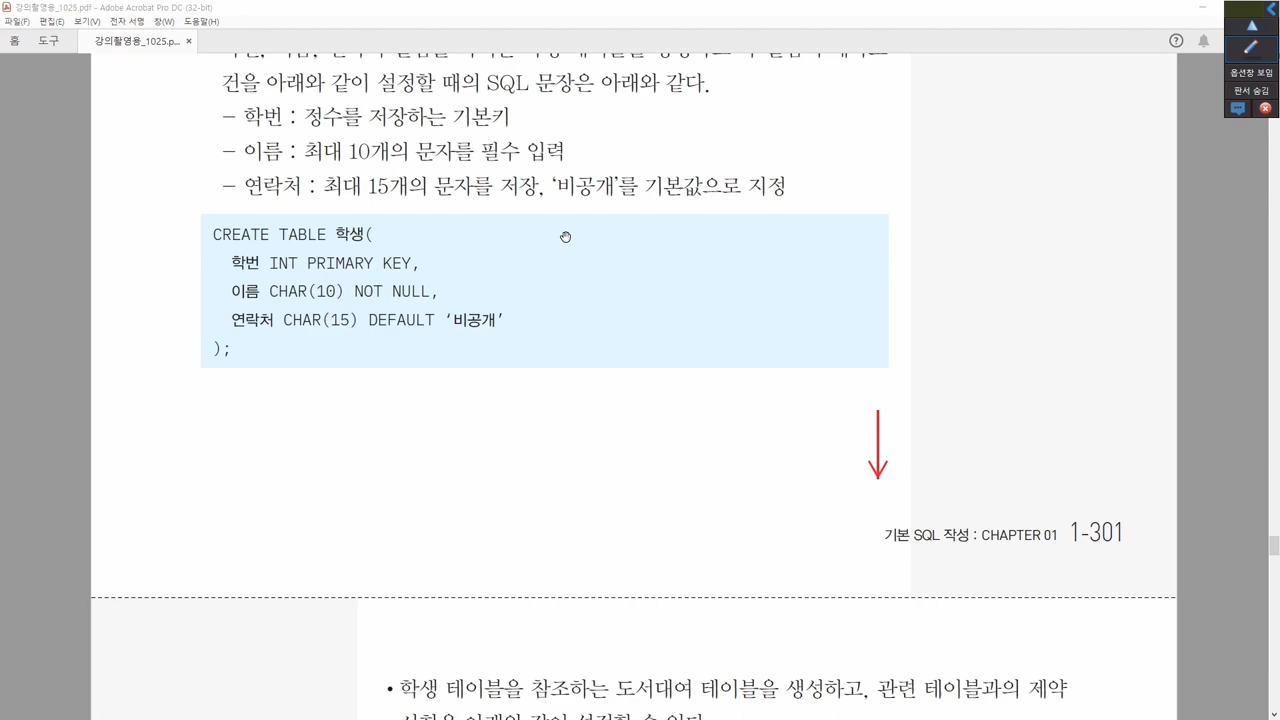 강의촬영용_1025.pdf - Adobe Acrobat Pro DC (32-bit)
파일(F) 편집(E) 보기(V) 전자 서명 창(W) 도움말(H)
홈 도구 강의촬영용_1025.p... ×
옵션창 보임
판서 숨김
건을 아래와 같이 설정할 때의 SQL 문장은 아래와 같다.
– 학번 : 정수를 저장하는 기본키
– 이름 : 최대 10개의 문자를 필수 입력
– 연락처 : 최대 15개의 문자를 저장, ‘비공개’를 기본값으로 지정
CREATE TABLE 학생(
학번 INT PRIMARY KEY,
이름 CHAR(10) NOT NULL,
연락처 CHAR(15) DEFAULT ‘비공개’
);
기본 SQL 작성 : CHAPTER 01 1-301
• 학생 테이블을 참조하는 도서대여 테이블을 생성하고, 관련 테이블과의 제약